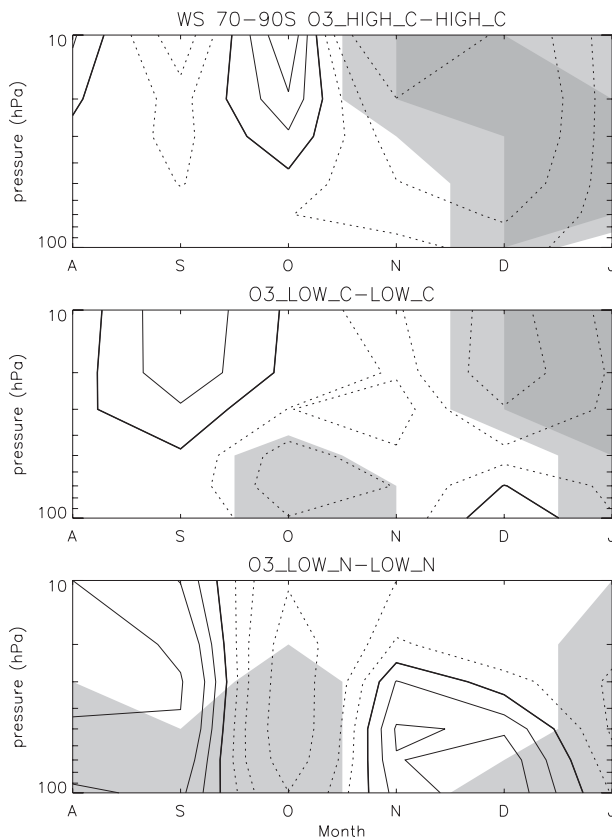 WS 70-90S O3_HIGH_C-HIGH_C
10
pressure (hPa)
100
A S O N D J
O3_LOW_C-LOW_C
10
pressure (hPa)
100
A S O N D J
O3_LOW_N-LOW_N
10
pressure (hPa)
100
A S O N D J
Month